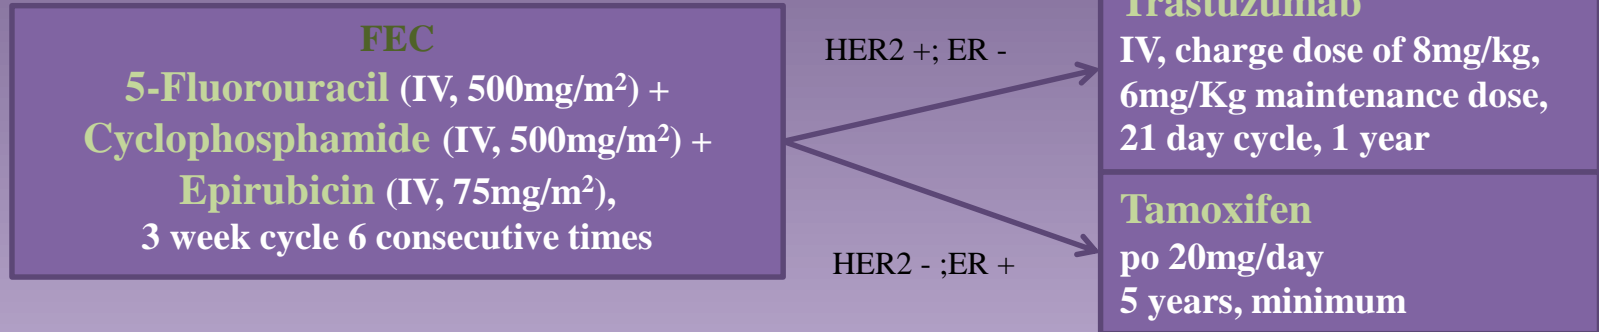 FEC
5-Fluorouracil (IV, 500mg/m²) +
Cyclophosphamide (IV, 500mg/m²) +
Epirubicin (IV, 75mg/m²),
3 week cycle 6 consecutive times
HER2 +; ER -
HER2 - ;ER +
Trastuzumab
IV, charge dose of 8mg/kg,
6mg/Kg maintenance dose,
21 day cycle, 1 year
Tamoxifen
po 20mg/day
5 years, minimum